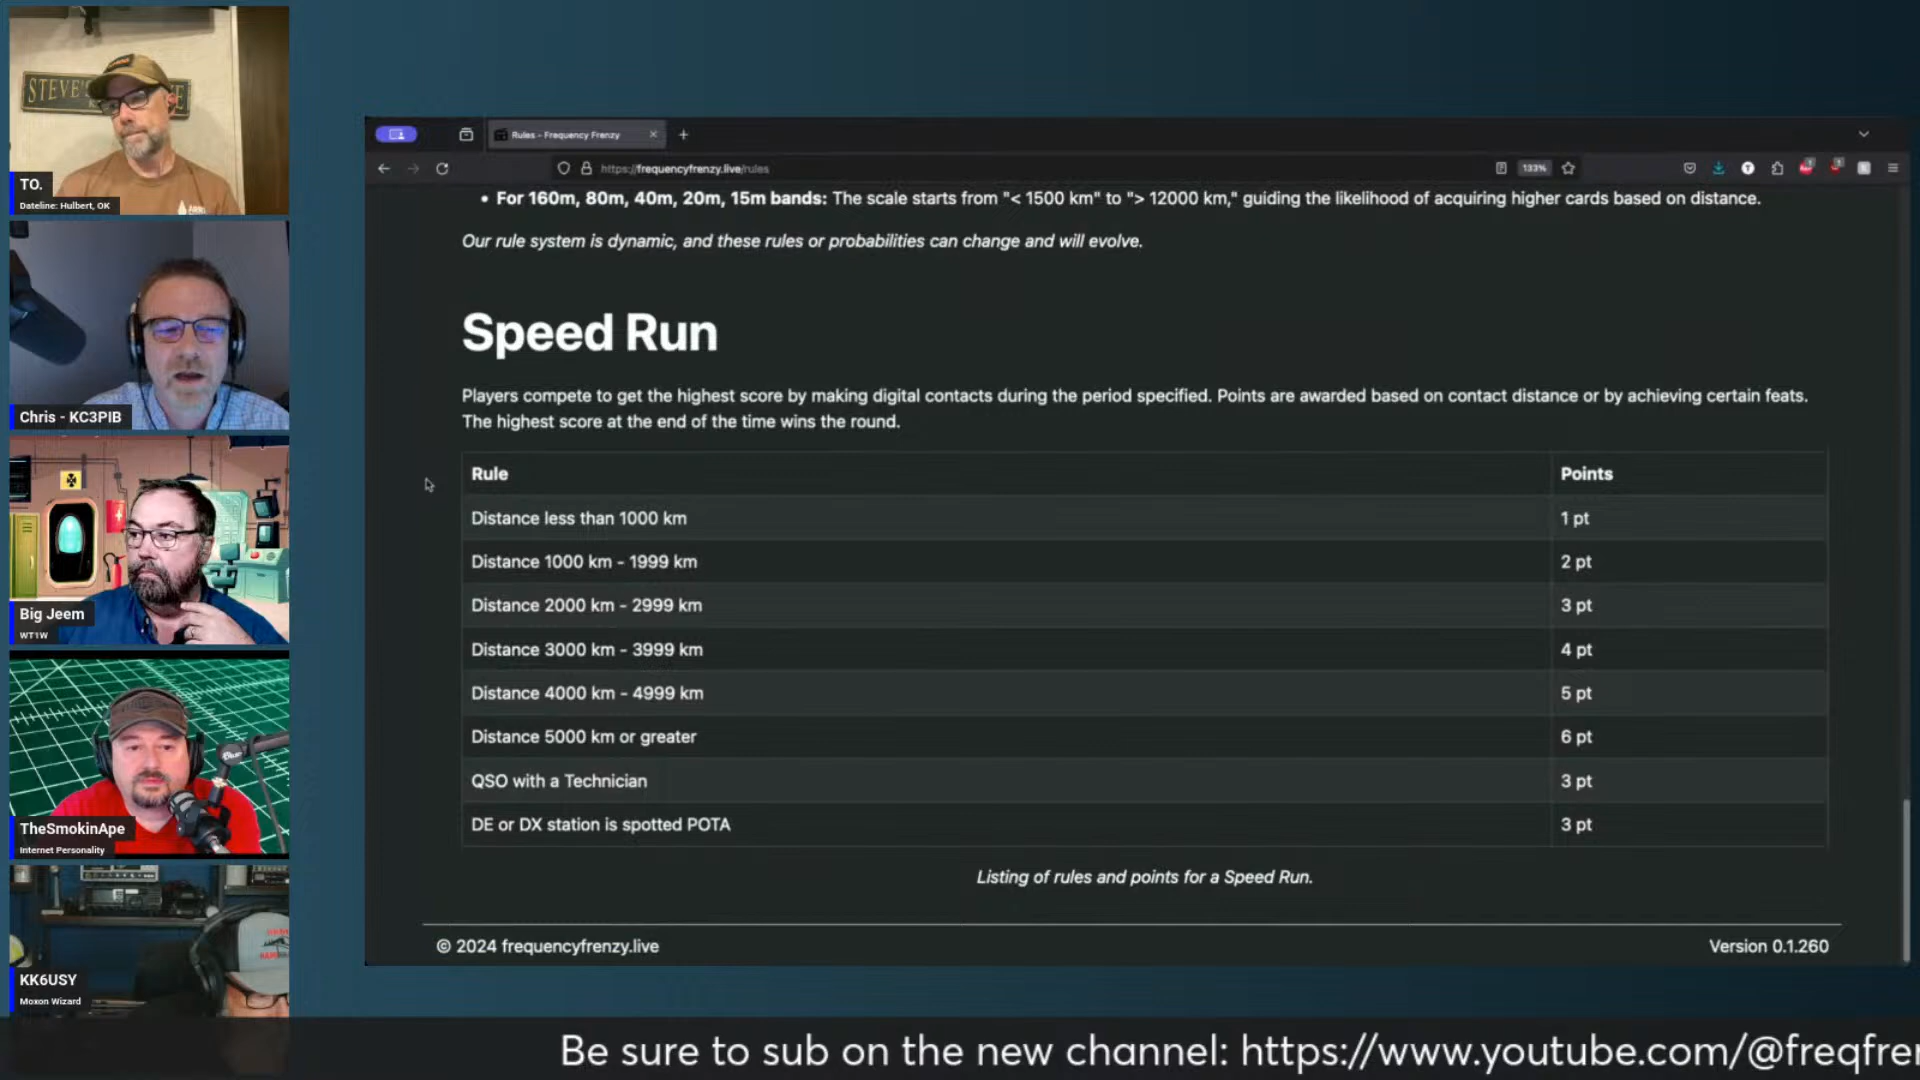 STEVE'S
TO.
Dateline: Hulbert, OK
Chris - KC3PIB
Big Jeem
WT1W
Blue
TheSmokinApe
Internet Personality
KK6USY
Moxon Wizard
Rules - Frequency Frenzy
https://frequencyfrenzy.live/rules
133%
• For 160m, 80m, 40m, 20m, 15m bands: The scale starts from "< 1500 km" to "> 12000 km," guiding the likelihood of acquiring higher cards based on distance.
Our rule system is dynamic, and these rules or probabilities can change and will evolve.
Speed Run
Players compete to get the highest score by making digital contacts during the period specified. Points are awarded based on contact distance or by achieving certain feats.
The highest score at the end of the time wins the round.
Rule Points
Distance less than 1000 km 1 pt
Distance 1000 km - 1999 km 2 pt
Distance 2000 km - 2999 km 3 pt
Distance 3000 km - 3999 km 4 pt
Distance 4000 km - 4999 km 5 pt
Distance 5000 km or greater 6 pt
QSO with a Technician 3 pt
DE or DX station is spotted POTA 3 pt
Listing of rules and points for a Speed Run.
© 2024 frequencyfrenzy.live Version 0.1.260
Be sure to sub on the new channel: https://www.youtube.com/@freqfre